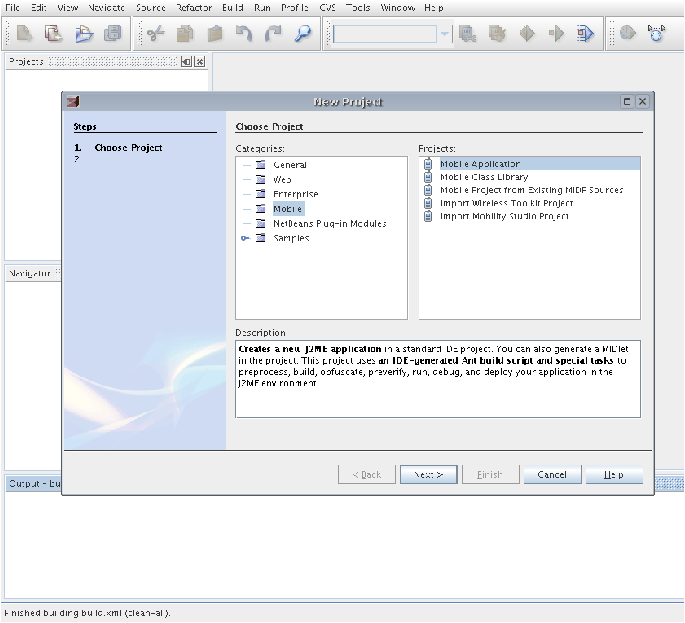 File Edit View Navigate Source Refactor Build Run Profile CVS Tools Window Help
Projects
New Project
Steps
1. Choose Project
2
Choose Project
Categories:
General
Web
Enterprise
Mobile
NetBeans Plug-in Modules
Samples
Projects:
Mobile Application
Mobile Class Library
Mobile Project from Existing MIDP Sources
Import Wireless Toolkit Project
Import Mobility Studio Project
Description
Creates a new J2ME application in a standard IDE project. You can also generate a MIDlet
in the project. This project uses an IDE-generated Ant build script and special tasks to
preprocess, build, obfuscate, preverify, run, debug, and deploy your application in the
J2ME environment
< Back Next > Finish Cancel Help
Navigator
Output - bu
Finished building build.xml (clean-all).